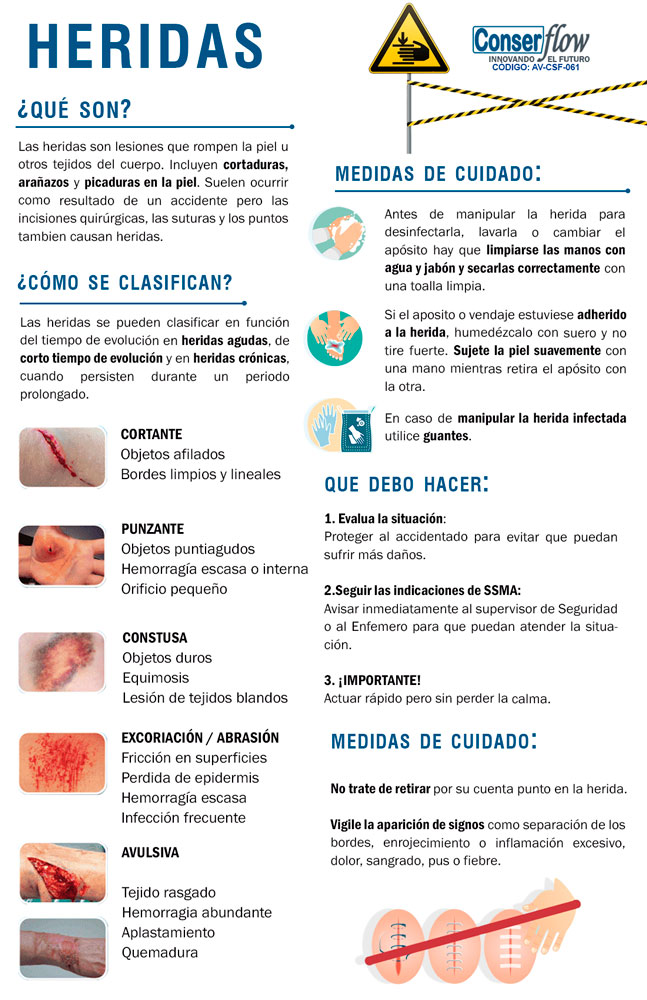 HERIDAS
Conserflow
INNOVANDO EL FUTURO
CODIGO: AV-CSF-061
¿QUÉ SON?
Las heridas son lesiones que rompen la piel u
otros tejidos del cuerpo. Incluyen cortaduras,
arañazos y picaduras en la piel. Suelen ocurrir
como resultado de un accidente pero las
incisiones quirúrgicas, las suturas y los puntos
tambien causan heridas.
¿CÓMO SE CLASIFICAN?
Las heridas se pueden clasificar en función
del tiempo de evolución en heridas agudas, de
corto tiempo de evolución y en heridas crónicas,
cuando persisten durante un periodo
prolongado.
CORTANTE
Objetos afilados
Bordes limpios y lineales
PUNZANTE
Objetos puntiagudos
Hemorragía escasa o interna
Orificio pequeño
CONSTUSA
Objetos duros
Equimosis
Lesión de tejidos blandos
EXCORIACIÓN / ABRASIÓN
Fricción en superficies
Perdida de epidermis
Hemorragía escasa
Infección frecuente
AVULSIVA
Tejido rasgado
Hemorragia abundante
Aplastamiento
Quemadura
MEDIDAS DE CUIDADO:
Antes de manipular la herida para
desinfectarla, lavarla o cambiar el
apósito hay que limpiarse las manos con
agua y jabón y secarlas correctamente con
una toalla limpia.
Si el aposito o vendaje estuviese adherido
a la herida, humedézcalo con suero y no
tire fuerte. Sujete la piel suavemente con
una mano mientras retira el apósito con
la otra.
En caso de manipular la herida infectada
utilice guantes.
QUE DEBO HACER:
1. Evalua la situación:
Proteger al accidentado para evitar que puedan
sufrir más daños.
2.Seguir las indicaciones de SSMA:
Avisar inmediatamente al supervisor de Seguridad
o al Enfemero para que puedan atender la situa-
ción.
3. ¡IMPORTANTE!
Actuar rápido pero sin perder la calma.
MEDIDAS DE CUIDADO:
No trate de retirar por su cuenta punto en la herida.
Vigile la aparición de signos como separación de los
bordes, enrojecimiento o inflamación excesivo,
dolor, sangrado, pus o fiebre.